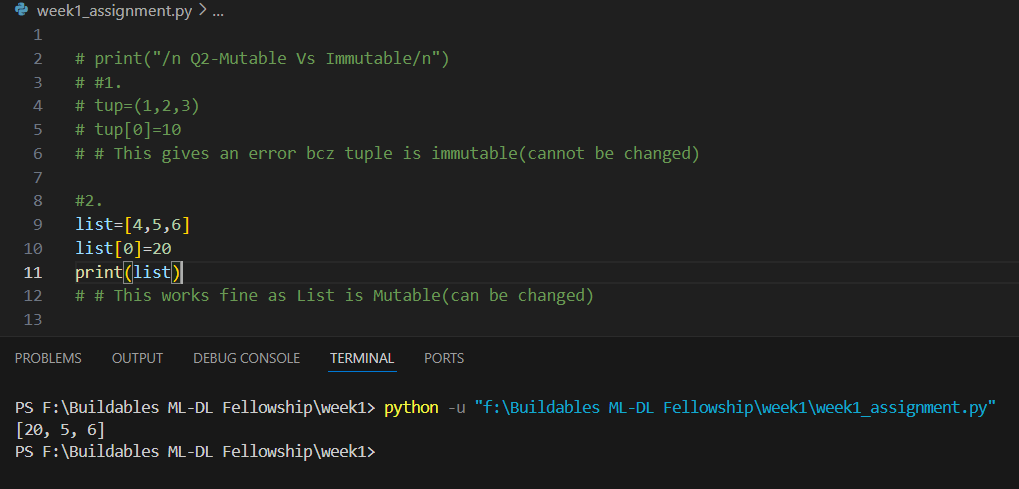 week1_assignment.py > ...
1
2 # print("/n Q2-Mutable Vs Immutable/n")
3 # #1.
4 # tup=(1,2,3)
5 # tup[0]=10
6 # # This gives an error bcz tuple is immutable(cannot be changed)
7
8 #2.
9 list=[4,5,6]
10 list[0]=20
11 print(list)
12 # # This works fine as List is Mutable(can be changed)
13
PROBLEMS OUTPUT DEBUG CONSOLE TERMINAL PORTS
PS F:\Buildables ML-DL Fellowship\week1> python -u "f:\Buildables ML-DL Fellowship\week1\week1_assignment.py"
[20, 5, 6]
PS F:\Buildables ML-DL Fellowship\week1>